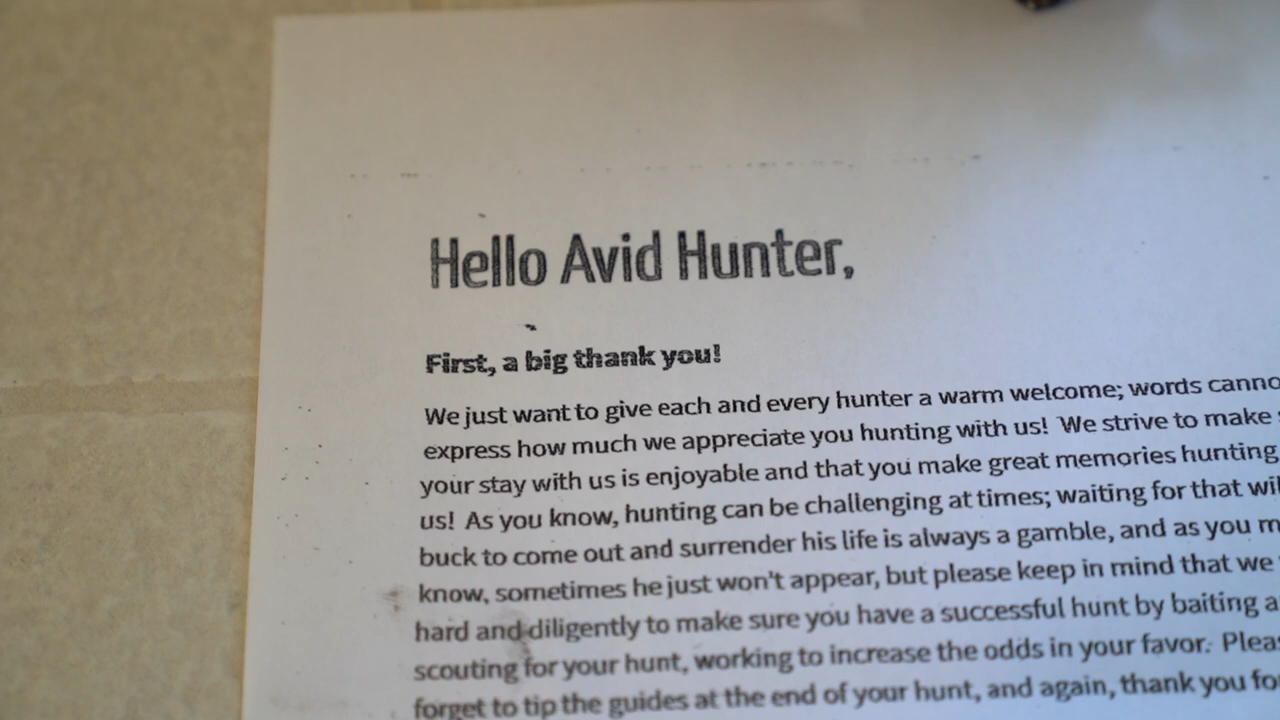 Hello Avid Hunter,
First, a big thank you!
We just want to give each and every hunter a warm welcome; words canno
express how much we appreciate you hunting with us! We strive to make
your stay with us is enjoyable and that you make great memories hunting
us! As you know, hunting can be challenging at times; waiting for that wil
buck to come out and surrender his life is always a gamble, and as you m
know, sometimes he just won't appear, but please keep in mind that we
hard and diligently to make sure you have a successful hunt by baiting a
scouting for your hunt, working to increase the odds in your favor. Plea
forget to tip the guides at the end of your hunt, and again, thank you fo